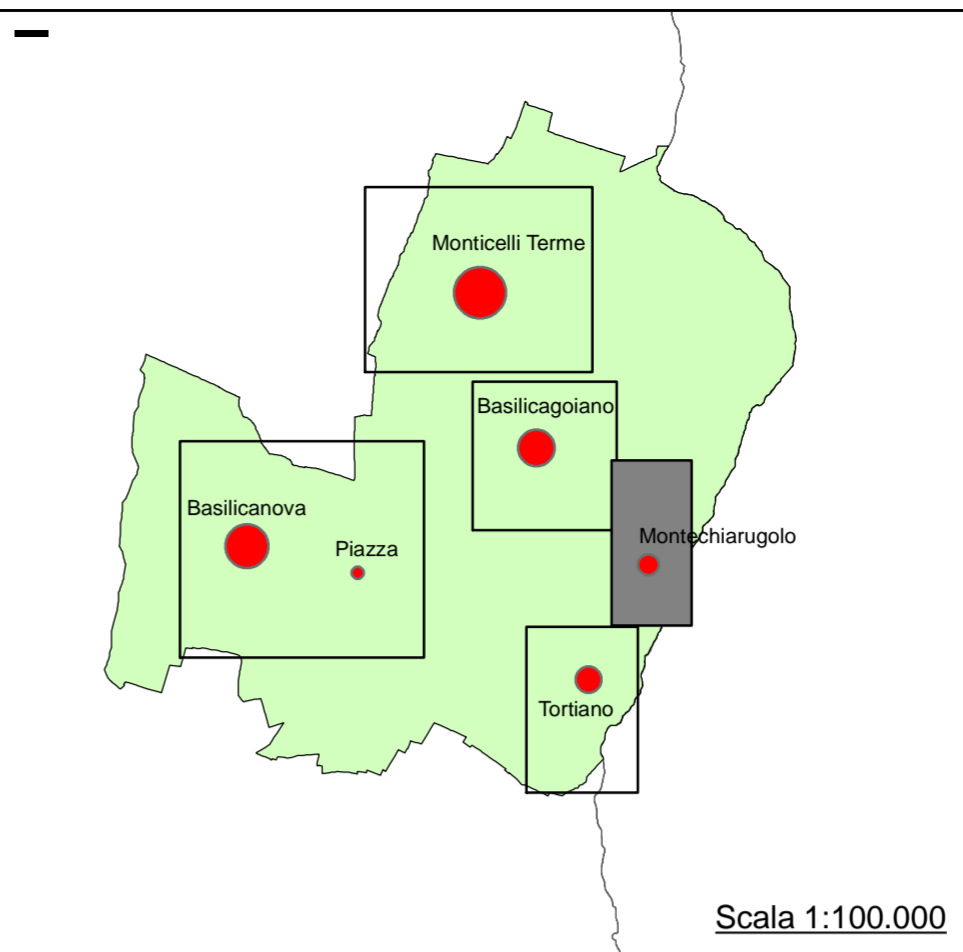 Monticelli Terme
Basilicagoiano
Basilicanova
Montechiarugolo
Piazza
Tortiano
Scala 1:100.000